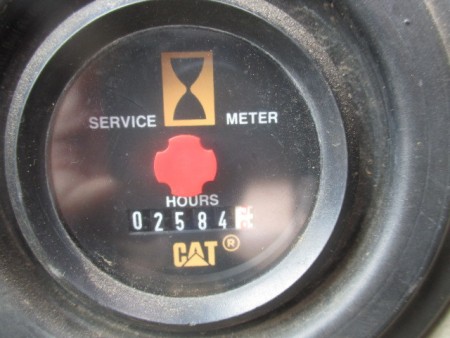 SERVICE METER
HOURS
02584
CAT ®